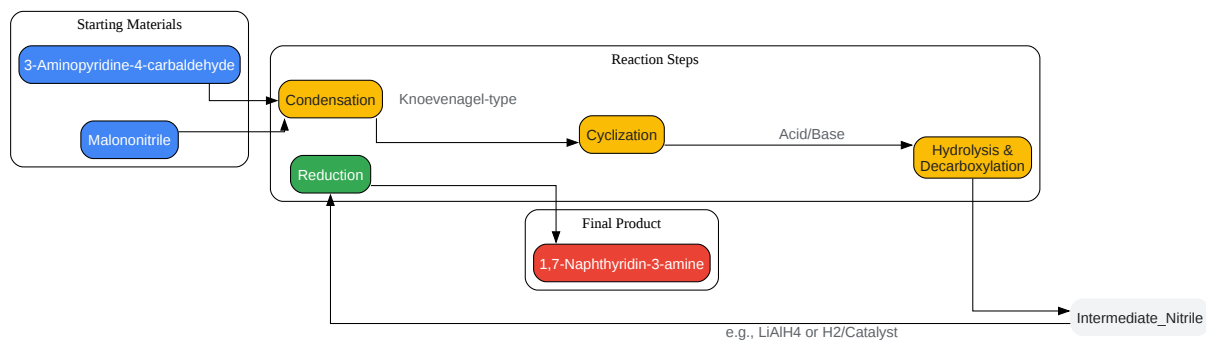 Starting Materials
3-Aminopyridine-4-carbaldehyde
Malononitrile
Reaction Steps
Condensation
Knoevenagel-type
Cyclization
Acid/Base
Hydrolysis &
Decarboxylation
Reduction
Final Product
1,7-Naphthyridin-3-amine
Intermediate_Nitrile
e.g., LiAlH4 or H2/Catalyst